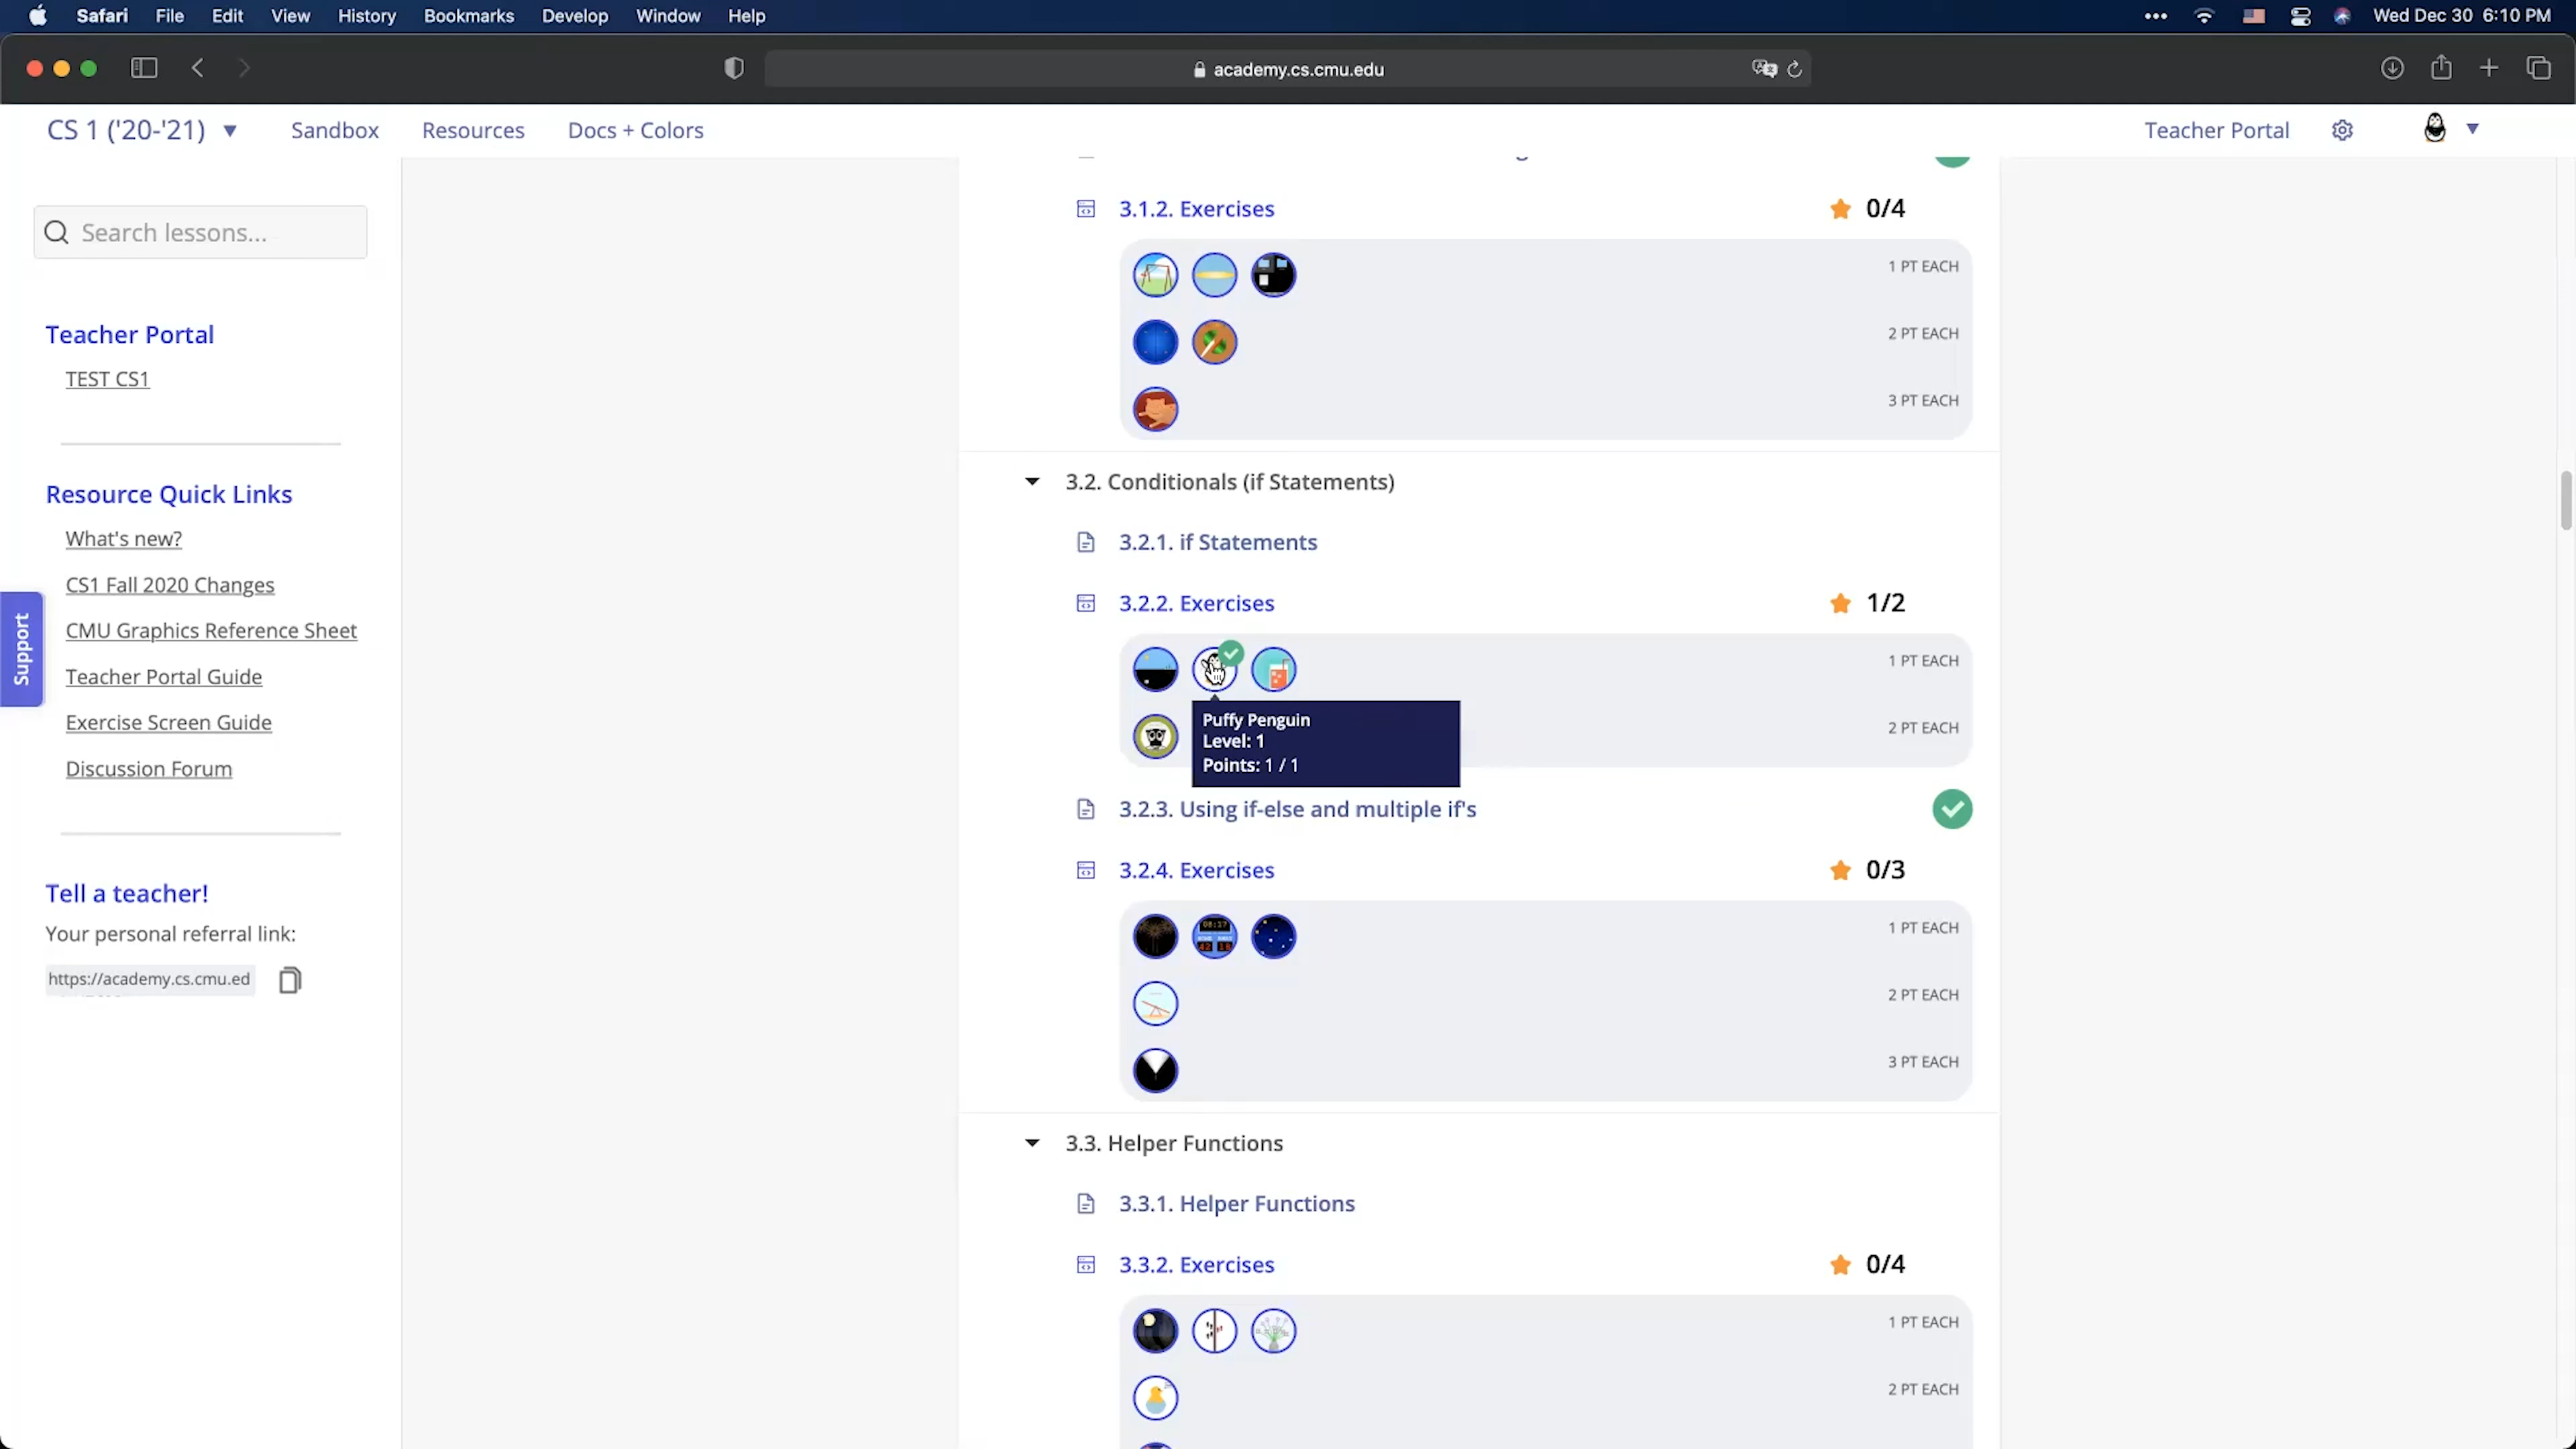 Safari File Edit View History Bookmarks Develop Window Help Wed Dec 30 6:10 PM
academy.cs.cmu.edu
CS 1 ('20-'21) Sandbox Resources Docs + Colors Teacher Portal
Search lessons...
Teacher Portal
TEST CS1
Resource Quick Links
What's new?
CS1 Fall 2020 Changes
CMU Graphics Reference Sheet
Teacher Portal Guide
Exercise Screen Guide
Discussion Forum
Support
Tell a teacher!
Your personal referral link:
https://academy.cs.cmu.ed
3.1.2. Exercises 0/4
1 PT EACH
2 PT EACH
3 PT EACH
3.2. Conditionals (if Statements)
3.2.1. if Statements
3.2.2. Exercises 1/2
1 PT EACH
Puffy Penguin
Level: 1
Points: 1 / 1
2 PT EACH
3.2.3. Using if-else and multiple if's
3.2.4. Exercises 0/3
1 PT EACH
2 PT EACH
3 PT EACH
3.3. Helper Functions
3.3.1. Helper Functions
3.3.2. Exercises 0/4
1 PT EACH
2 PT EACH